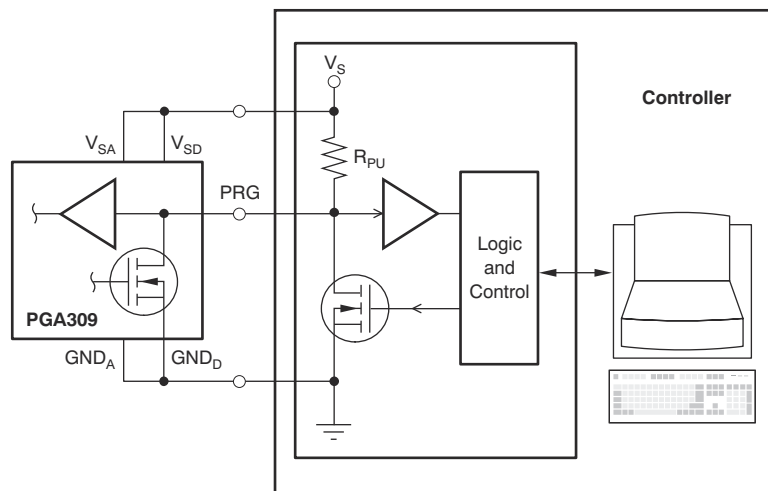 V_S
Controller
V_SA
V_SD
R_PU
PRG
Logic
and
Control
PGA309
GND_A
GND_D